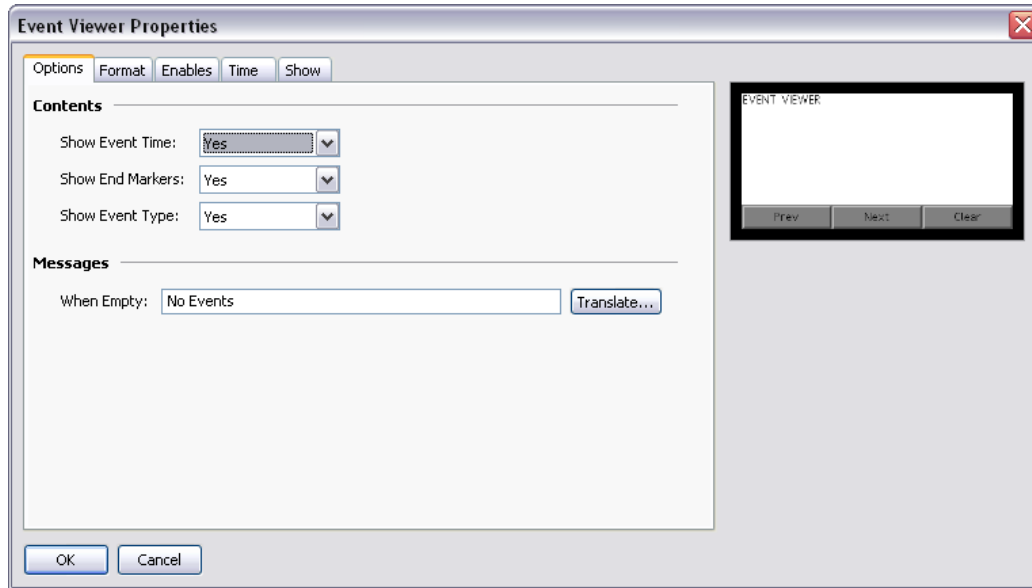 Event Viewer Properties
Options Format Enables Time Show
Contents
Show Event Time: Yes
Show End Markers: Yes
Show Event Type: Yes
Messages
When Empty: No Events Translate...
EVENT VIEWER
Prev Next Clear
OK Cancel